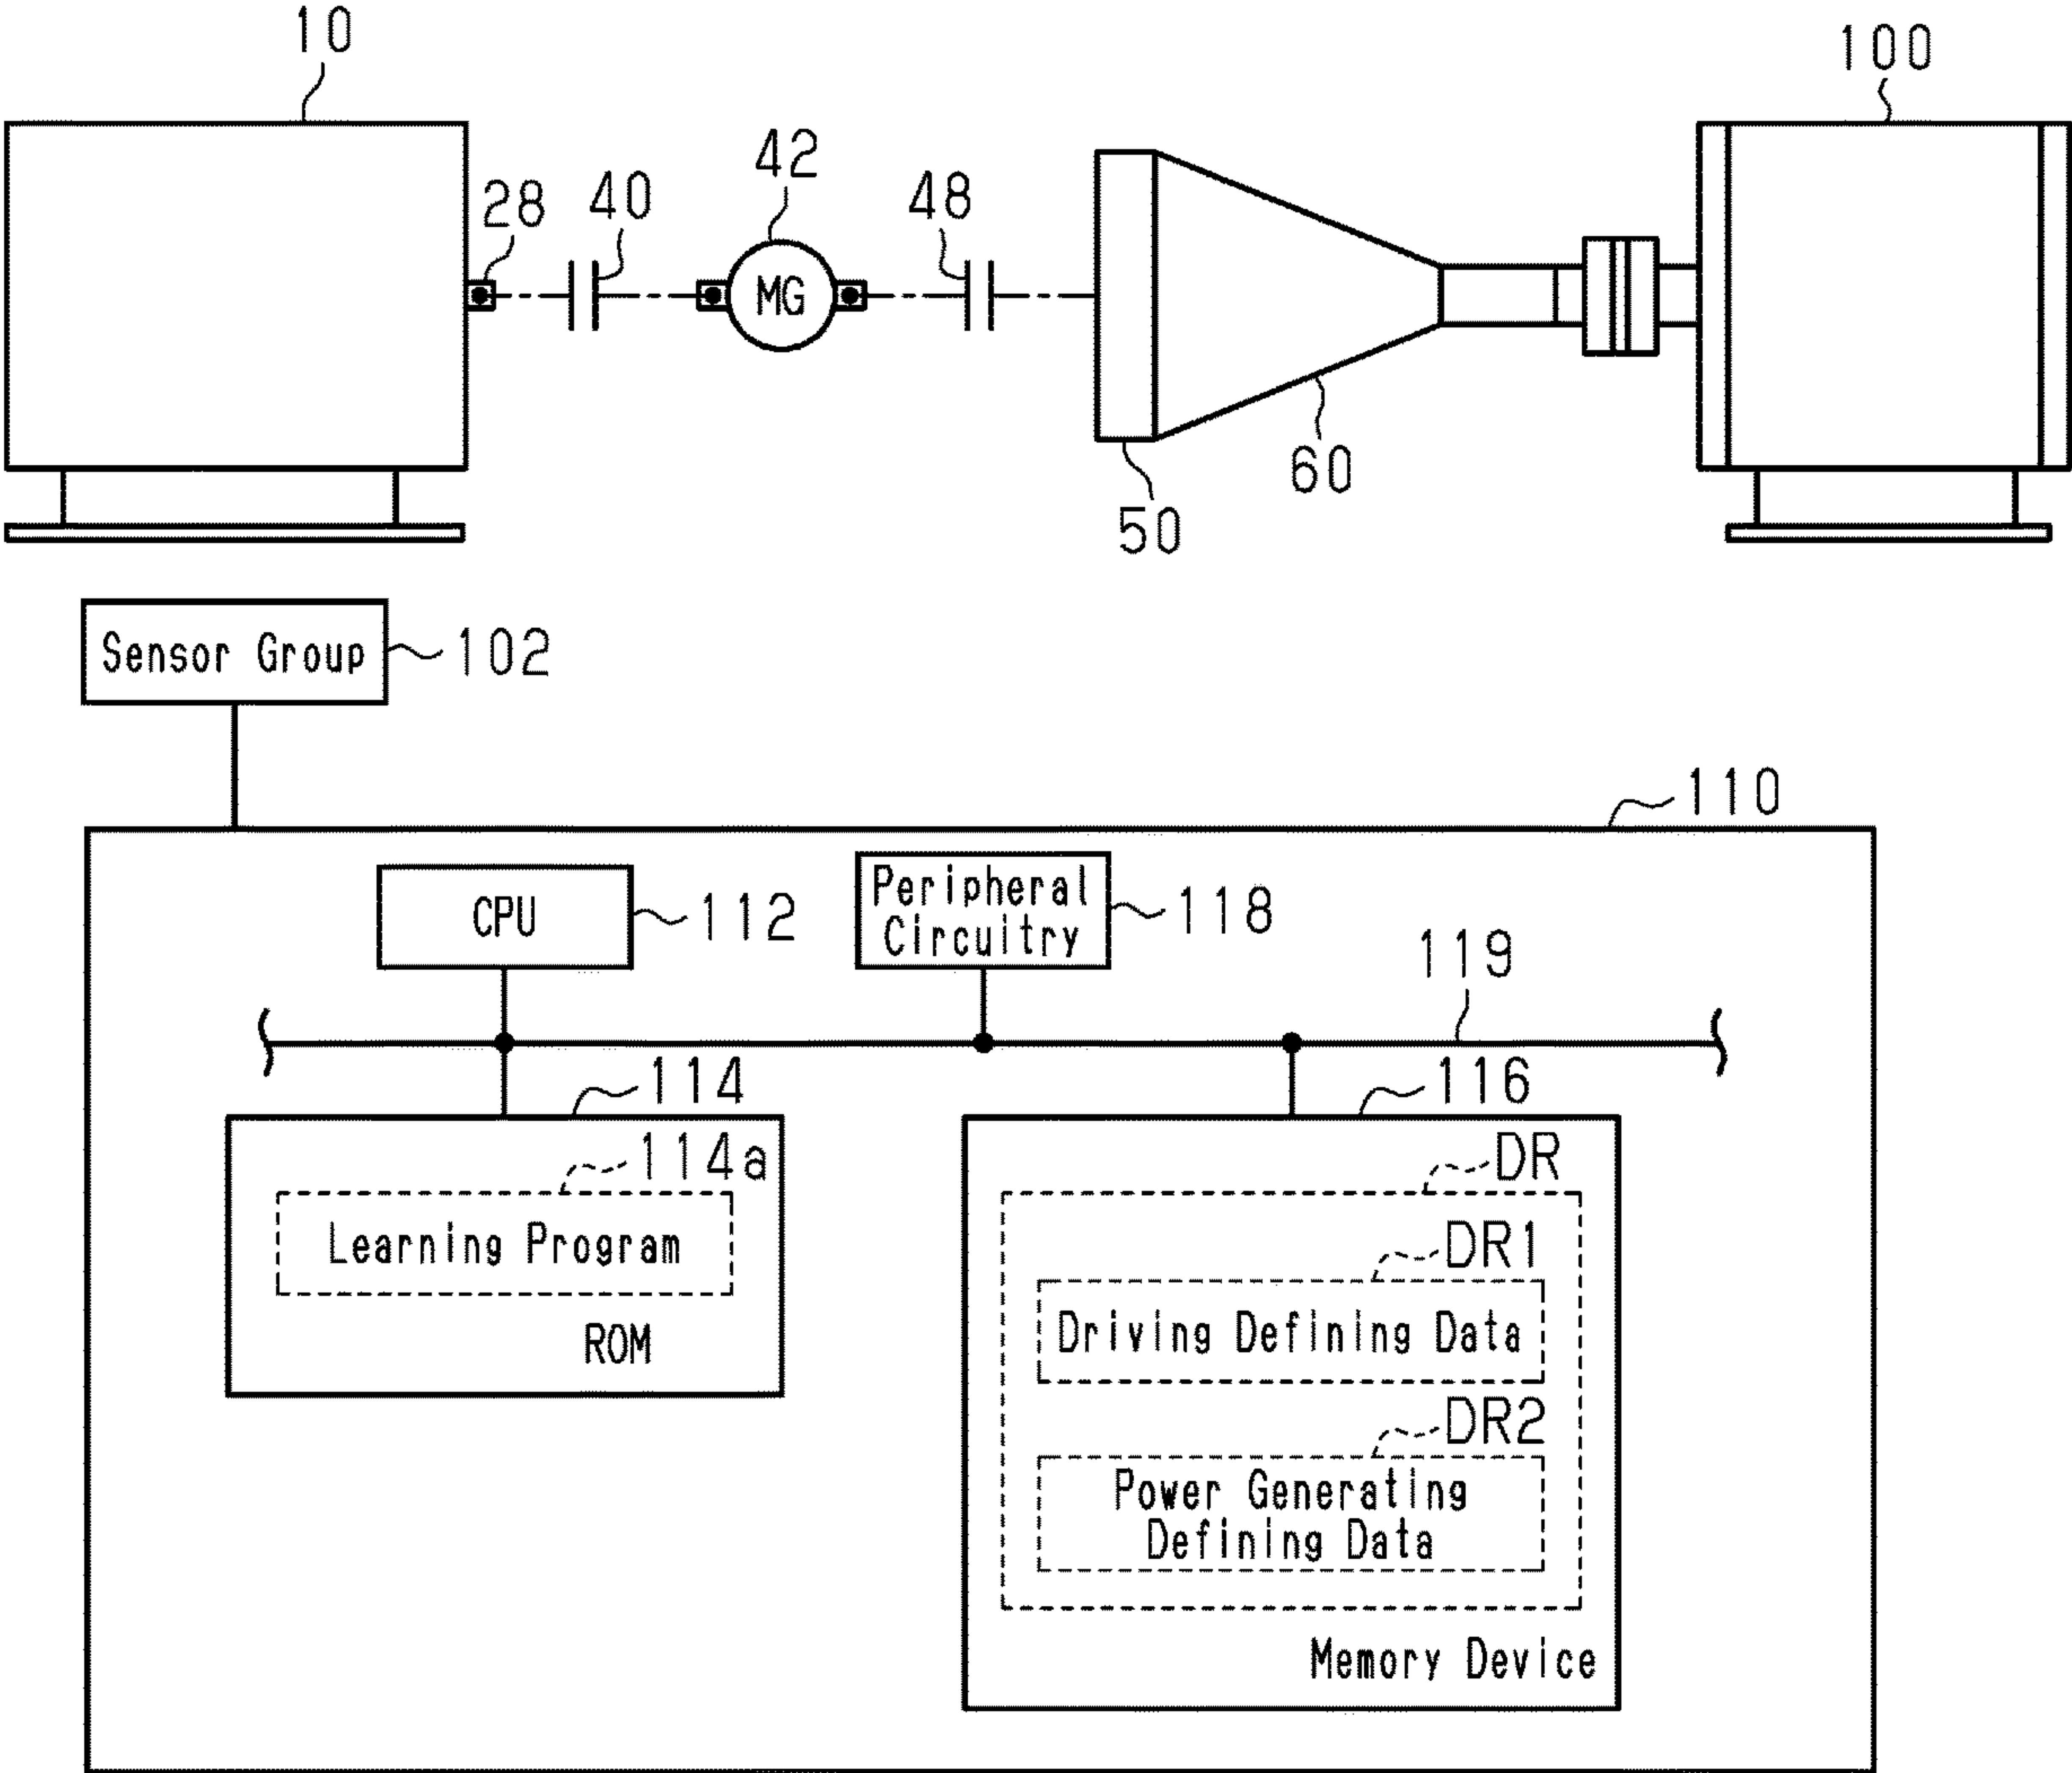 10
100
42
28
40
48
MG
60
50
Sensor Group
102
110
CPU
112
Peripheral
Circuitry
118
119
114
116
114a
DR
Learning Program
DR1
Driving Defining Data
ROM
DR2
Power Generating
Defining Data
Memory Device